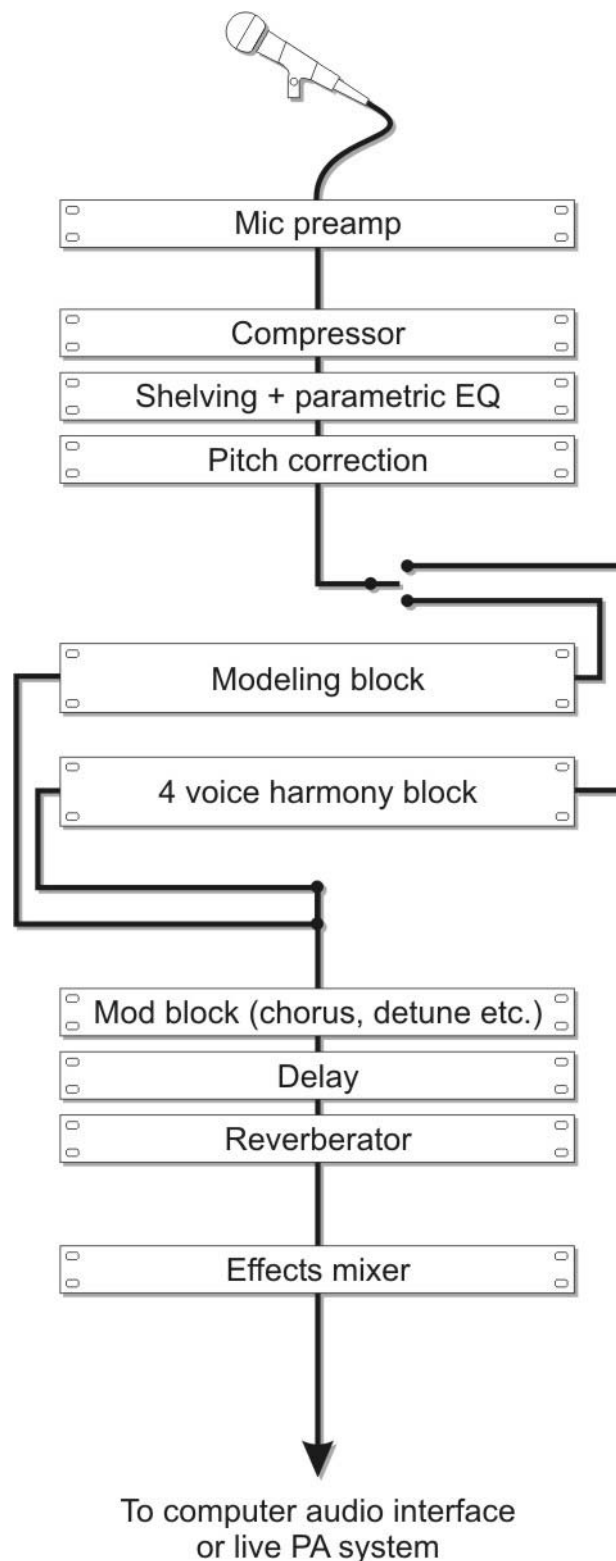 Mic preamp
Compressor
Shelving + parametric EQ
Pitch correction
Modeling block
4 voice harmony block
Mod block (chorus, detune etc.)
Delay
Reverberator
Effects mixer
To computer audio interface
or live PA system